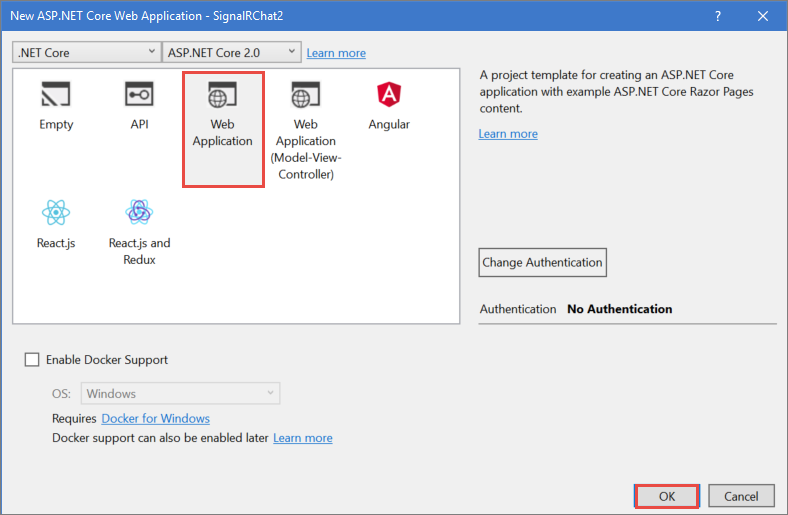 New ASP.NET Core Web Application - SignalRChat2
?
.NET Core
ASP.NET Core 2.0
Learn more
Empty
API
Web
Application
Web
Application
(Model-View-
Controller)
Angular
React.js
React.js and
Redux
A project template for creating an ASP.NET Core
application with example ASP.NET Core Razor Pages
content.
Learn more
Change Authentication
Authentication No Authentication
Enable Docker Support
OS: Windows
Requires Docker for Windows
Docker support can also be enabled later Learn more
OK
Cancel